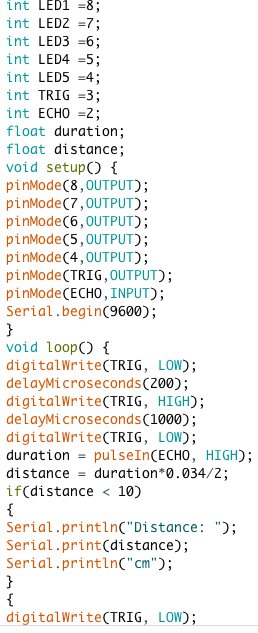 int LED1 =8;
int LED2 =7;
int LED3 =6;
int LED4 =5;
int LED5 =4;
int TRIG =3;
int ECHO =2;
float duration;
float distance;
void setup() {
pinMode(8,OUTPUT);
pinMode(7,OUTPUT);
pinMode(6,OUTPUT);
pinMode(5,OUTPUT);
pinMode(4,OUTPUT);
pinMode(TRIG,OUTPUT);
pinMode(ECHO,INPUT);
Serial.begin(9600);
}
void loop() {
digitalWrite(TRIG, LOW);
delayMicroseconds(200);
digitalWrite(TRIG, HIGH);
delayMicroseconds(1000);
digitalWrite(TRIG, LOW);
duration = pulseIn(ECHO, HIGH);
distance = duration*0.034/2;
if(distance < 10)
{
Serial.println("Distance: ");
Serial.print(distance);
Serial.println("cm");
}
{
digitalWrite(TRIG, LOW);